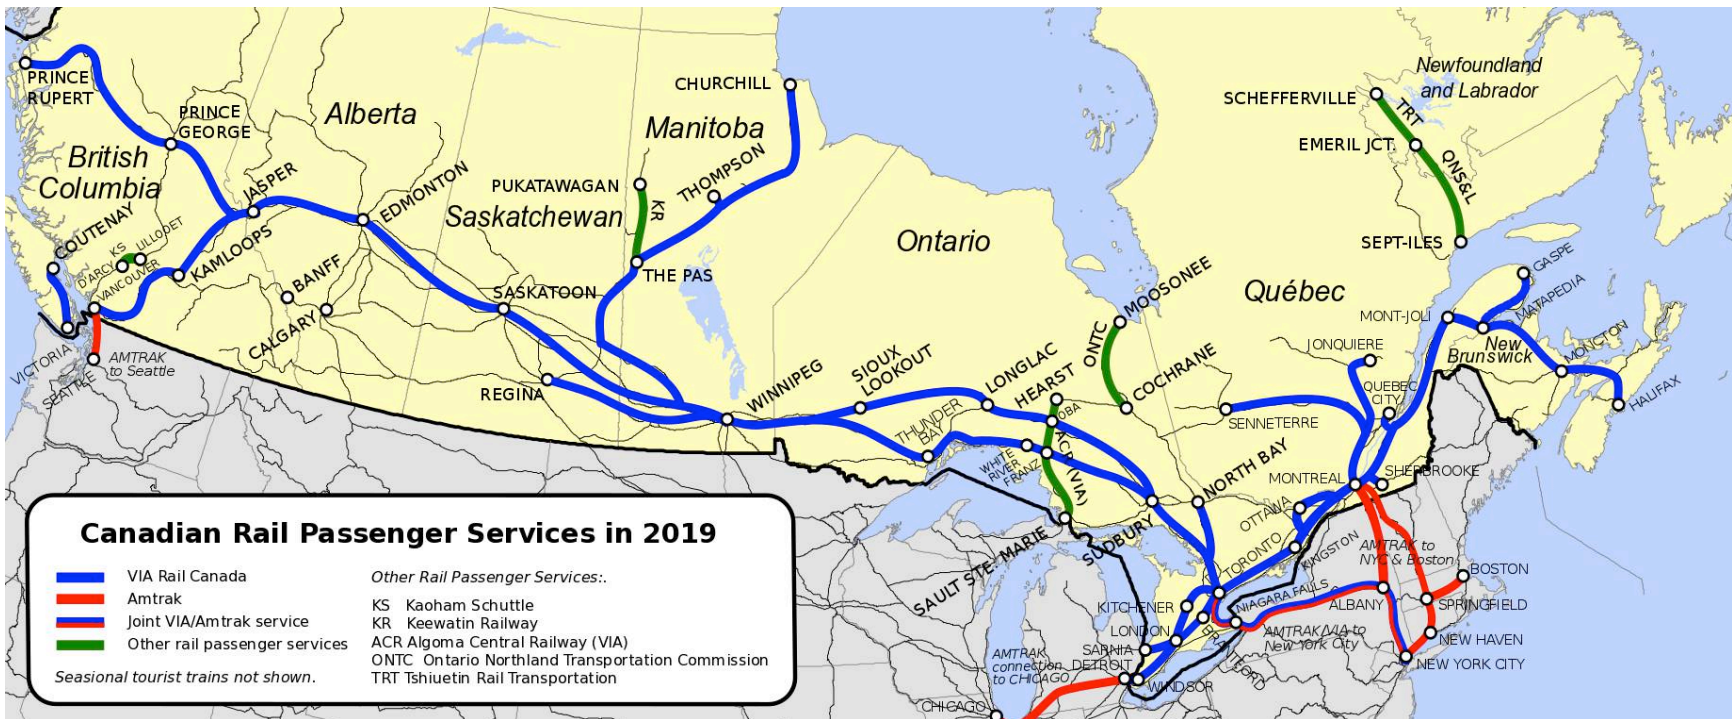 PRINCE
RUPERT
PRINCE
GEORGE
British
Columbia
Alberta
JASPER
EDMONTON
COUTENAY
KS
LILLODET
D'ARCY
VANCOUVER
KAMLOOPS
BANFF
CALGARY
VICTORIA
SEATTLE
AMTRAK
to Seattle
CHURCHILL
Manitoba
THOMPSON
PUKATAWAGAN
KR
Saskatchewan
THE PAS
SASKATOON
REGINA
WINNIPEG
Ontario
SIOUX
LOOKOUT
LONGLAC
HEARST
THUNDER
BAY
OBA
WHITE
RIVER
FRANZ
ACR (VIA)
MOOSONEE
ONTC
COCHRANE
SAULT STE. MARIE
SUDBURY
NORTH BAY
Newfoundland
and Labrador
SCHEFFERVILLE
TRT
EMERIL JCT.
QNS&L
SEPT-ILES
Québec
GASPE
MATAPEDIA
MONT-JOLI
New
Brunswick
MONCTON
HALIFAX
JONQUIERE
QUEBEC
CITY
SENNETERRE
MONTREAL
SHERBROOKE
OTTAWA
TORONTO
KINGSTON
AMTRAK to
NYC & Boston
BOSTON
NIAGARA FALLS
ALBANY
SPRINGFIELD
KITCHENER
LONDON
BRANTFORD
AMTRAK/VIA to
New York City
NEW HAVEN
NEW YORK CITY
SARNIA
DETROIT
WINDSOR
AMTRAK
connection
to CHICAGO
CHICAGO
Canadian Rail Passenger Services in 2019
VIA Rail Canada
Amtrak
Joint VIA/Amtrak service
Other rail passenger services
Seasonal tourist trains not shown.
Other Rail Passenger Services:.
KS Kaoham Schuttle
KR Keewatin Railway
ACR Algoma Central Railway (VIA)
ONTC Ontario Northland Transportation Commission
TRT Tshiuetin Rail Transportation